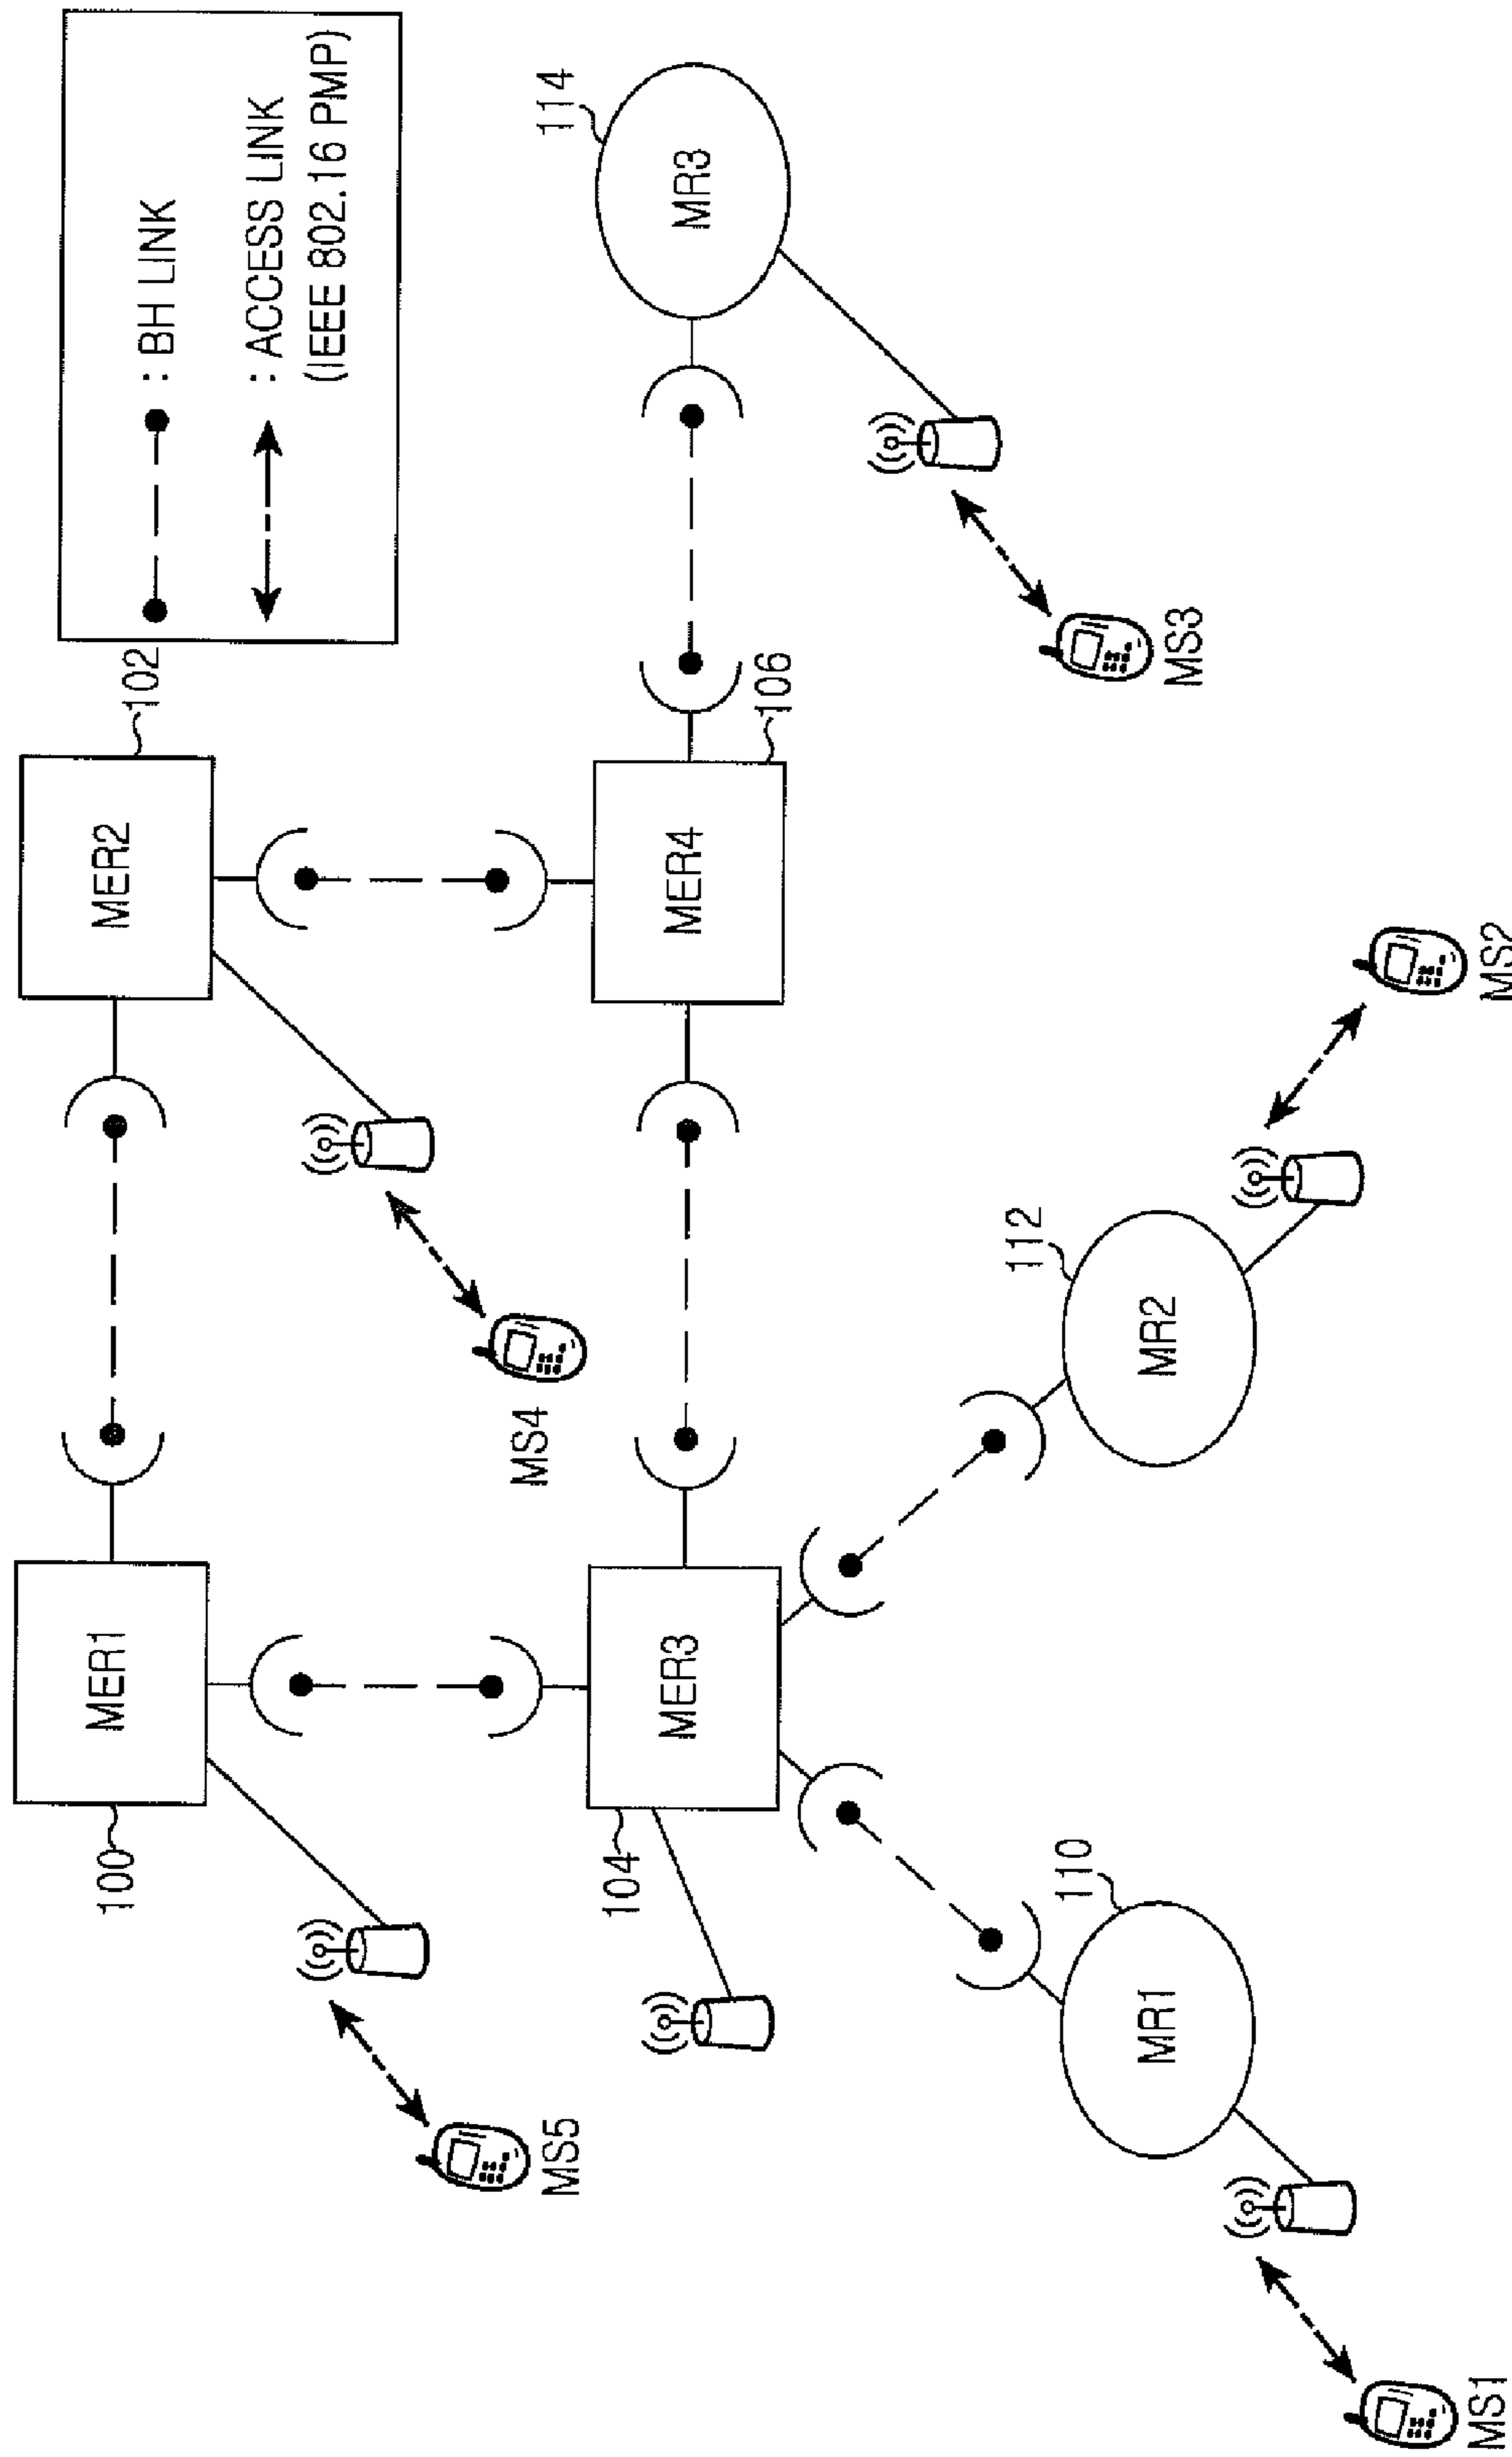 : BH LINK
: ACCESS LINK
(IEEE 802.16 PMP)
MER1
100
MER2
102
MS5
MS4
MER3
104
MER4
106
MR3
114
MS3
MR1
110
MR2
112
MS1
MS2